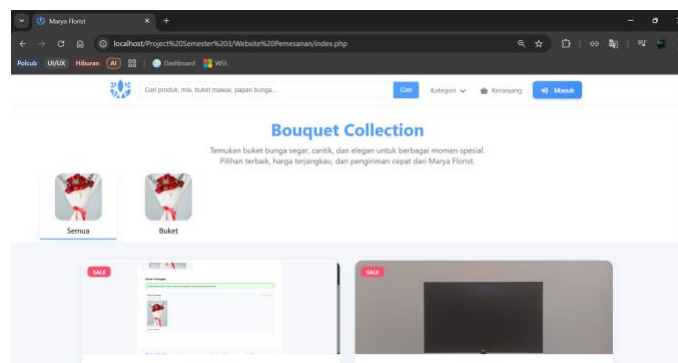 Marya Florist
localhost/Project%20Semester%203/Website%20Pemesanan/index.php
Polcub UI/UX Hiburan AI Dashboard WSL
Cari produk, mis. buket mawar, papan bunga...
Cari
Kategori
Keranjang
Masuk
Bouquet Collection
Temukan buket bunga segar, cantik, dan elegan untuk berbagai momen spesial.
Pilihan terbaik, harga terjangkau, dan pengiriman cepat dari Marya Florist.
Semua Buket
SALE SALE